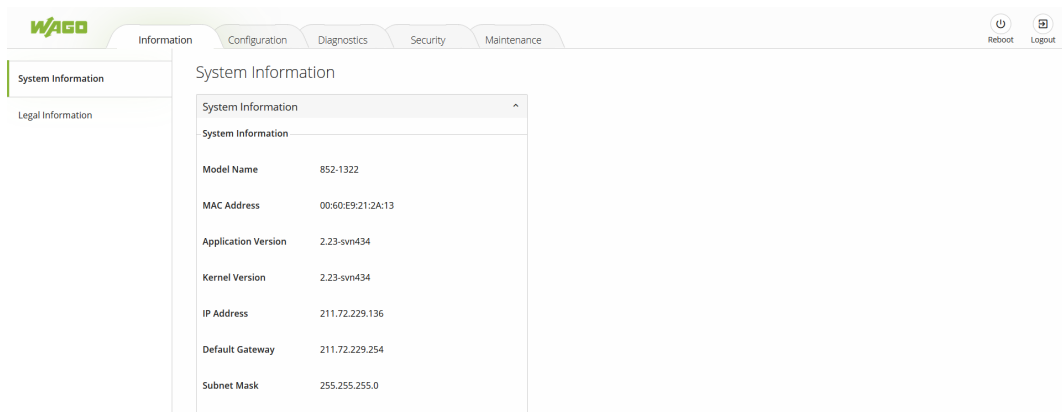 WAGO
Information Configuration Diagnostics Security Maintenance
Reboot Logout
System Information
Legal Information
System Information
System Information
System Information
Model Name 852-1322
MAC Address 00:60:E9:21:2A:13
Application Version 2.23-svn434
Kernel Version 2.23-svn434
IP Address 211.72.229.136
Default Gateway 211.72.229.254
Subnet Mask 255.255.255.0